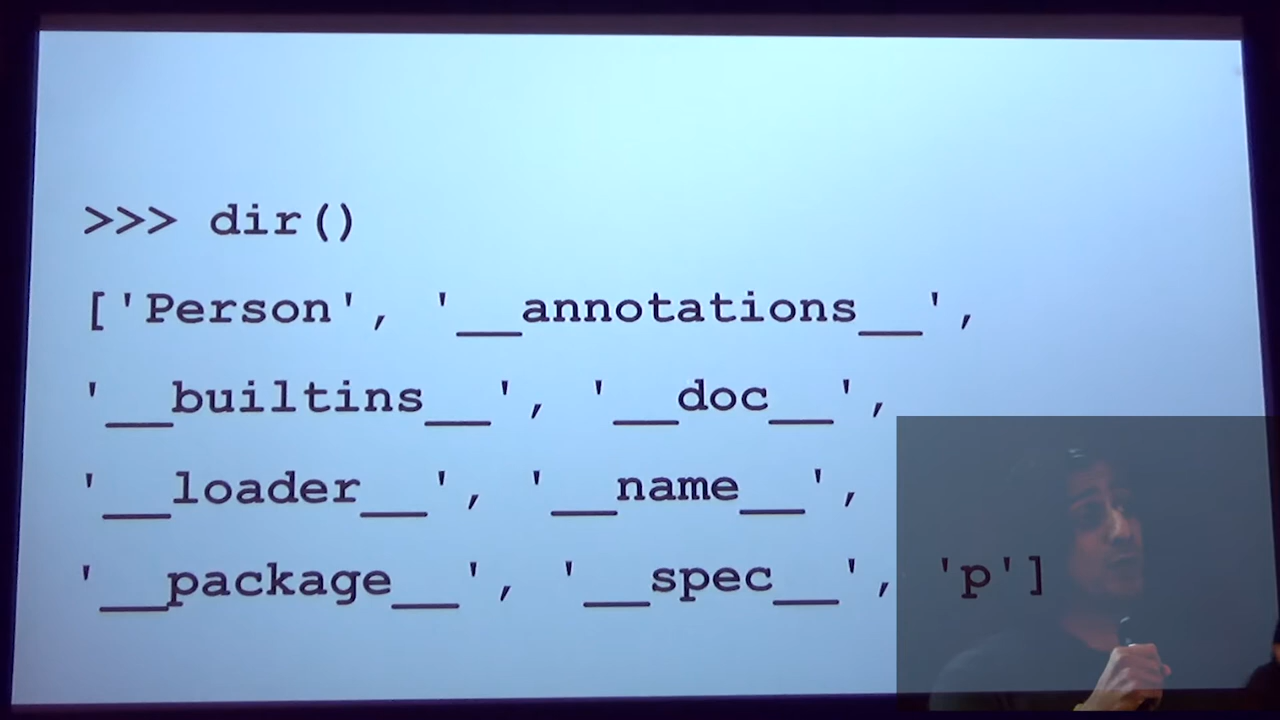 >>> dir()
['Person', '__annotations__',
'__builtins__', '__doc__',
'__loader__', '__name__',
'__package__', '__spec__', 'p']